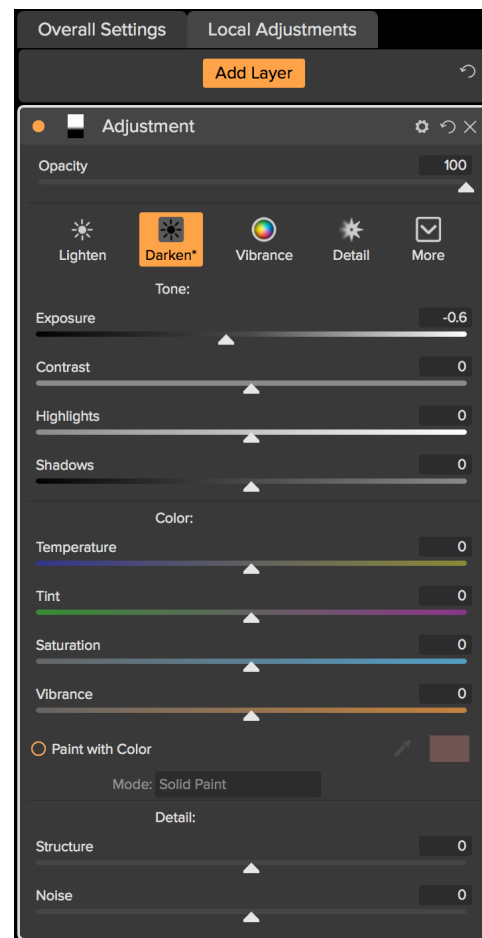 Overall Settings Local Adjustments
Add Layer
Adjustment
Opacity 100
Lighten Darken* Vibrance Detail More
Tone:
Exposure -0.6
Contrast 0
Highlights 0
Shadows 0
Color:
Temperature 0
Tint 0
Saturation 0
Vibrance 0
Paint with Color
Mode: Solid Paint
Detail:
Structure 0
Noise 0